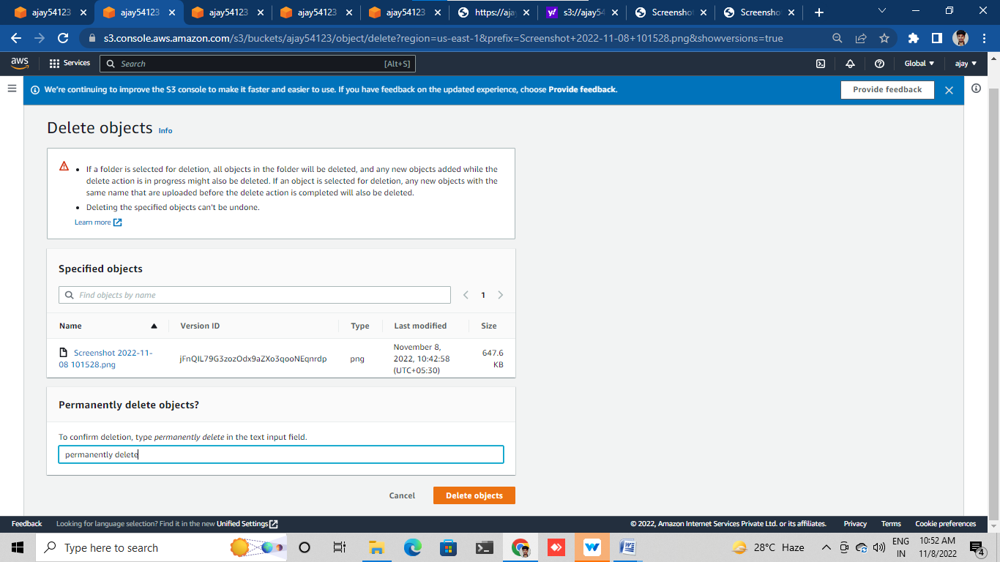 ajay54123
ajay54123
ajay54123
ajay54123
ajay54123
https://aja
s3://ajay54
Screensho
Screensho
s3.console.aws.amazon.com/s3/buckets/ajay54123/object/delete?region=us-east-1&prefix=Screenshot+2022-11-08+101528.png&showversions=true
aws
Services
Search
[Alt+S]
Global
ajay
We're continuing to improve the S3 console to make it faster and easier to use. If you have feedback on the updated experience, choose Provide feedback.
Provide feedback
Delete objects Info
• If a folder is selected for deletion, all objects in the folder will be deleted, and any new objects added while the
delete action is in progress might also be deleted. If an object is selected for deletion, any new objects with the
same name that are uploaded before the delete action is completed will also be deleted.
• Deleting the specified objects can't be undone.
Learn more
Specified objects
Find objects by name
1
Name Version ID Type Last modified Size
Screenshot 2022-11-
08 101528.png
jFnQIL79G3zozOdx9aZXo3qooNEqnrdp
png
November 8,
2022, 10:42:58
(UTC+05:30)
647.6
KB
Permanently delete objects?
To confirm deletion, type permanently delete in the text input field.
permanently delete
Cancel
Delete objects
Feedback Looking for language selection? Find it in the new Unified Settings
© 2022, Amazon Internet Services Private Ltd. or its affiliates. Privacy Terms Cookie preferences
Type here to search
28°C Haze
ENG
IN
10:52 AM
11/8/2022
4